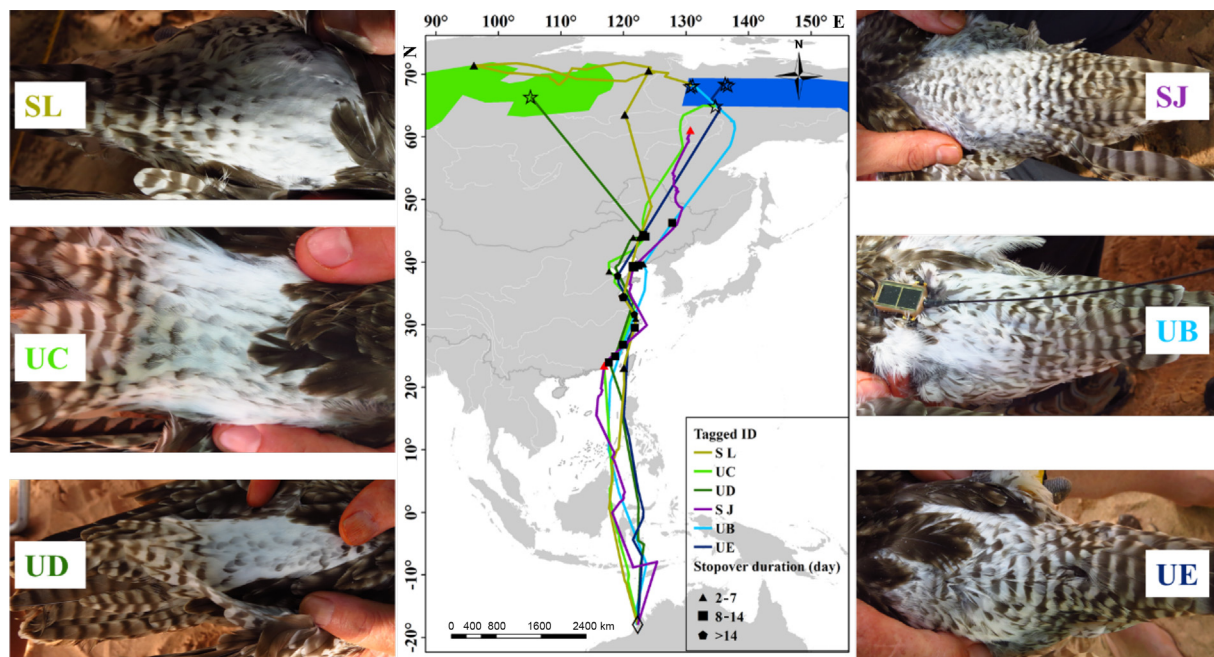 SL
UC
UD
90° 100° 110° 120° 130° 140° 150° E
N
70°
60°
50°
40°
30°
20°
10°
0°
-10°
-20°
N
0 400 800 1600 2400 km
Tagged ID
S L
UC
UD
S J
UB
UE
Stopover duration (day)
2-7
8-14
>14
SJ
UB
UE